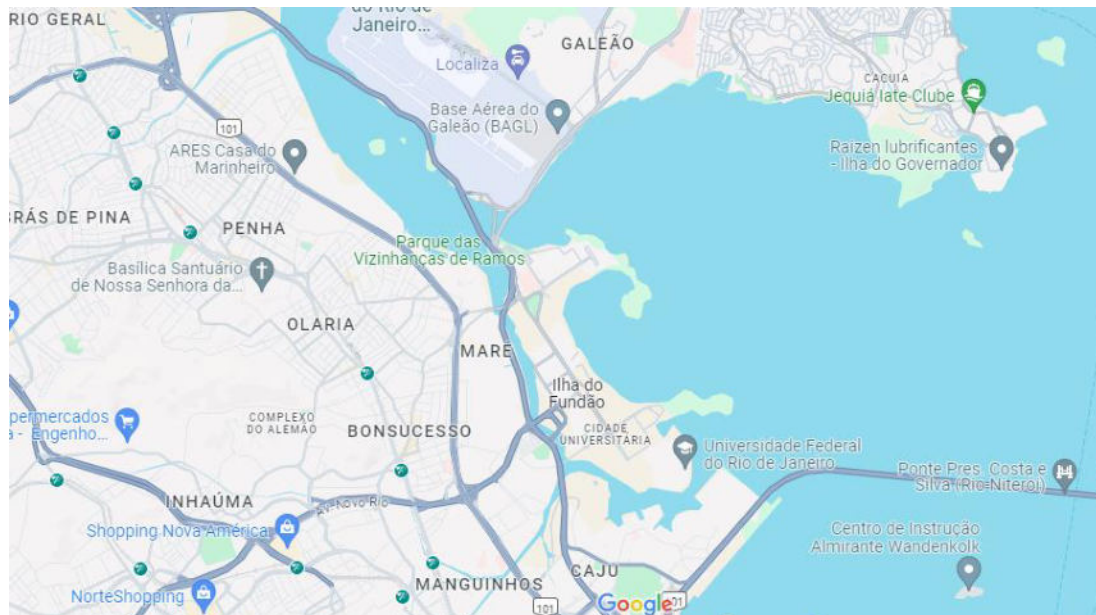 RIO GERAL
do Rio de
Janeiro...
GALEÃO
Localiza
CACUIA
Jequiá Iate Clube
Base Aérea do
Galeão (BAGL)
101
ARES Casa do
Marinheiro
Raizen lubrificantes
- Ilha do Governador
BRÁS DE PINA
PENHA
Parque das
Vizinhanças de Ramos
Basílica Santuário
de Nossa Senhora da...
OLARIA
MARÉ
Ilha do
Fundão
permercados
a - Engenho...
COMPLEXO
DO ALEMÃO
BONSUCESSO
CIDADE
UNIVERSITÁRIA
Universidade Federal
do Rio de Janeiro
Ponte Pres. Costa e
Silva (Rio-Niterói)
INHAÚMA
Av. Novo Rio
Shopping Nova América
Centro de Instrução
Almirante Wandenkolk
MANGUINHOS
CAJU
NorteShopping
101
Google
01